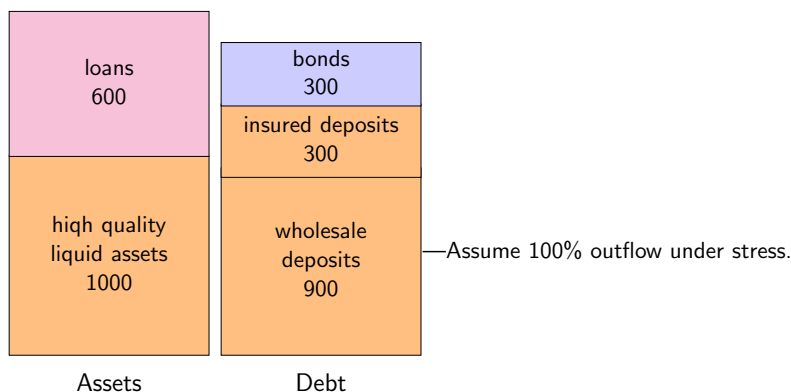 loans
600
hiqh quality
liquid assets
1000
Assets
bonds
300
insured deposits
300
wholesale
deposits
900
Debt
Assume 100% outflow under stress.